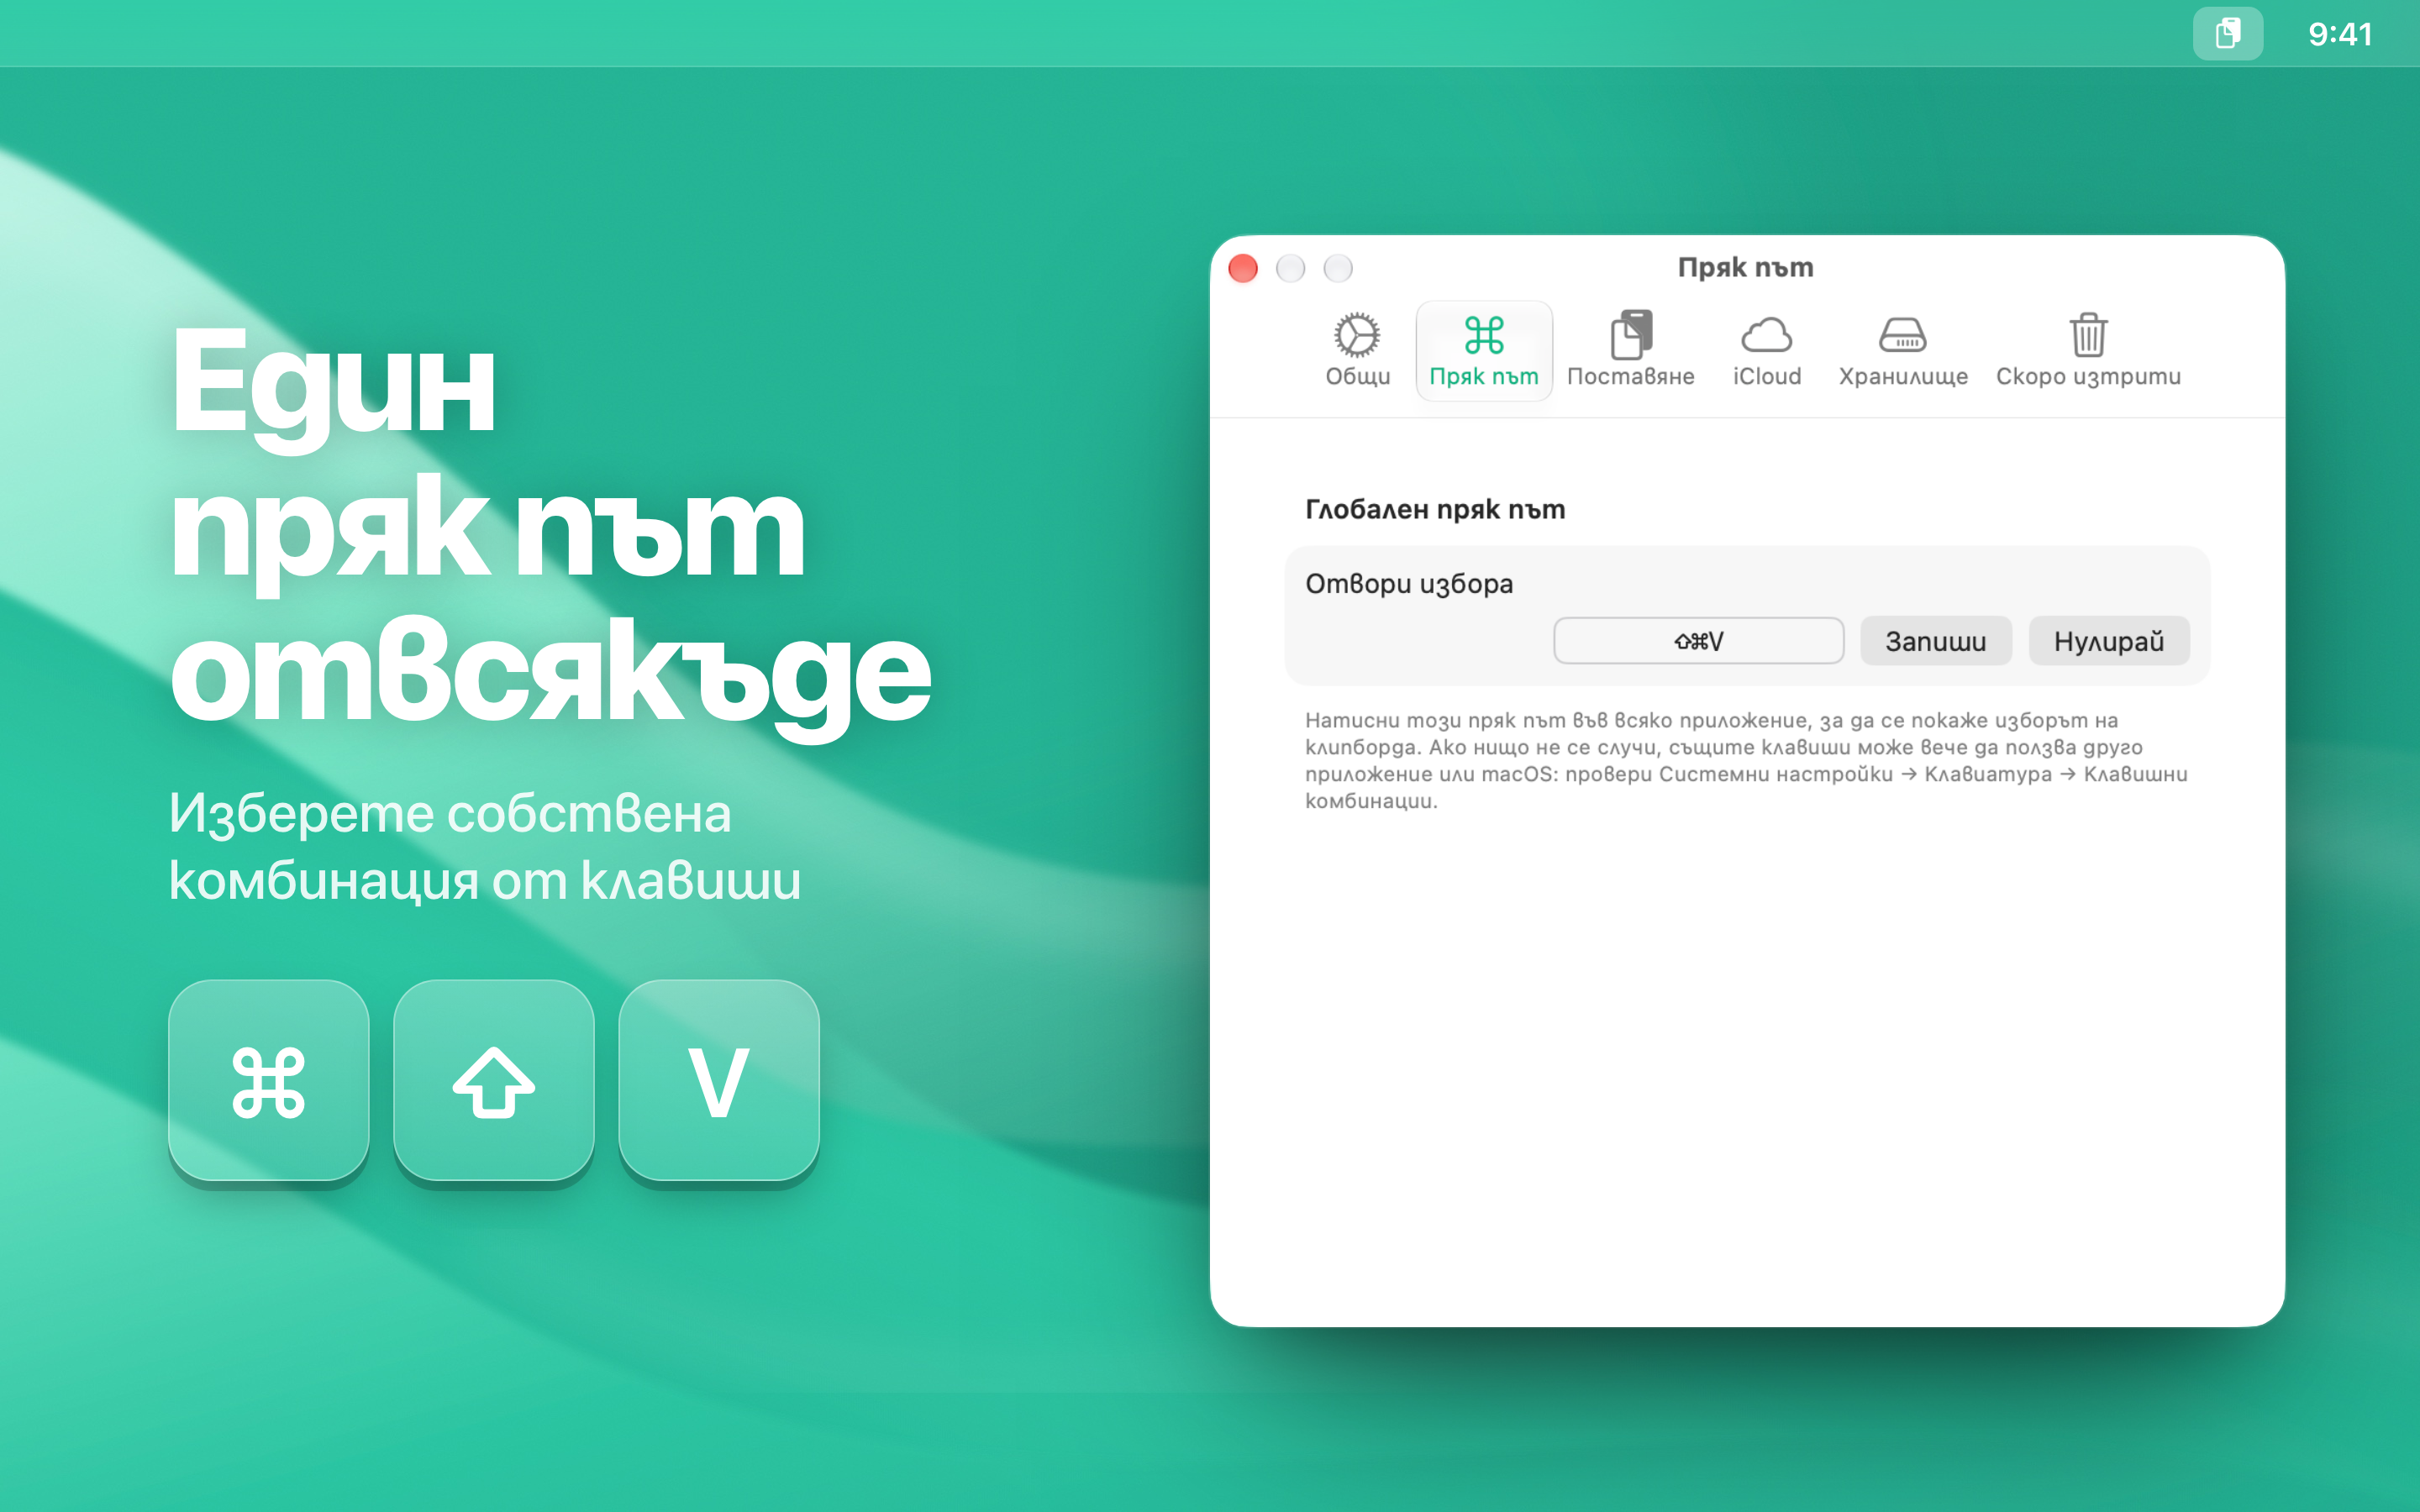 9:41
Един
пряк път
отвсякъде
Изберете собствена
комбинация от клавиши
⌘ ⇧ V
Пряк път
Общи Пряк път Поставяне iCloud Хранилище Скоро изтрити
Глобален пряк път
Отвори избора
⇧⌘V Запиши Нулирай
Натисни този пряк път във всяко приложение, за да се покаже изборът на
клипборда. Ако нищо не се случи, същите клавиши може вече да ползва друго
приложение или macOS: провери Системни настройки → Клавиатура → Клавишни
комбинации.